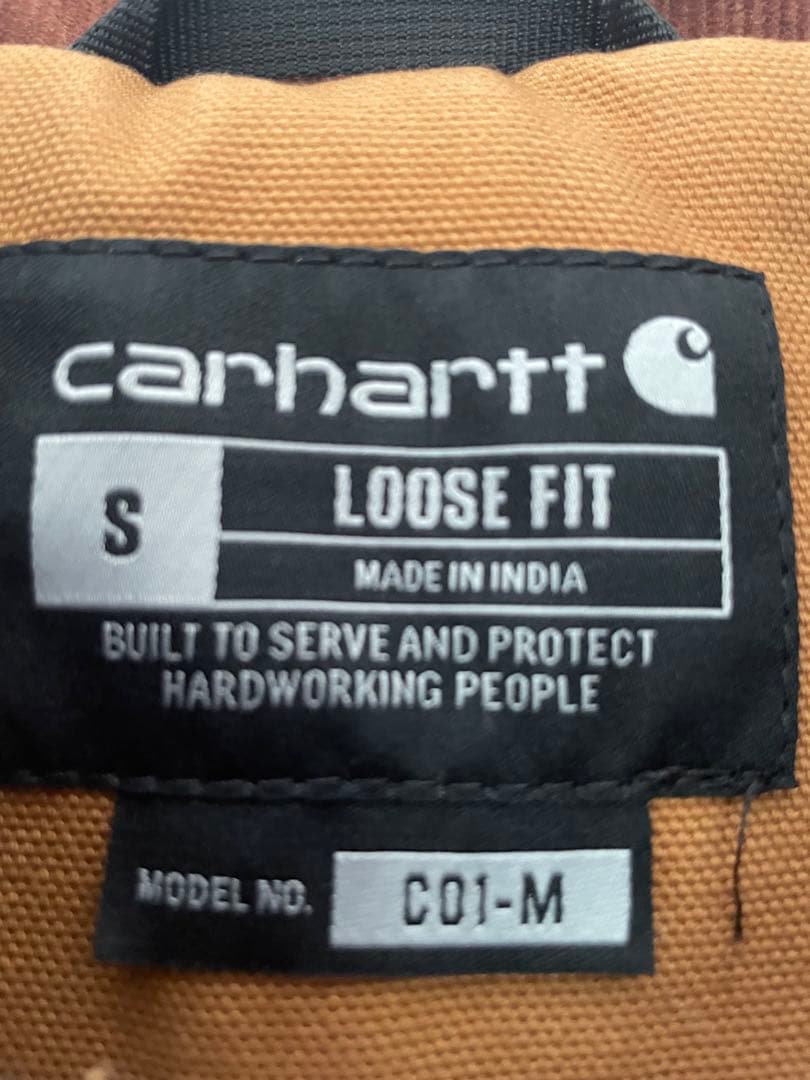 carhartt
S
LOOSE FIT
MADE IN INDIA
BUILT TO SERVE AND PROTECT
HARDWORKING PEOPLE
MODEL NO. C01-M